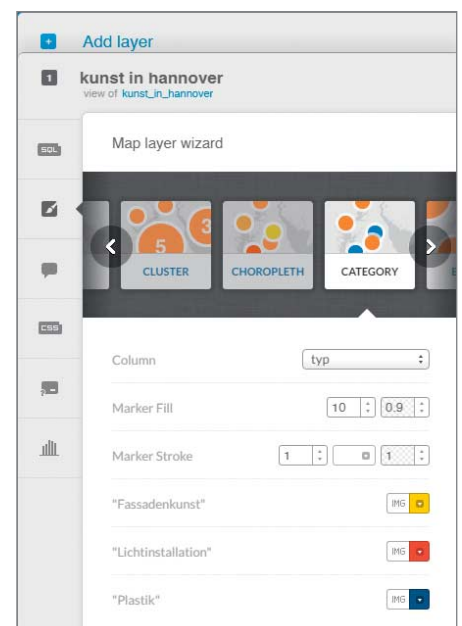 Add layer
1 kunst in hannover
view of kunst_in_hannover
SQL
Map layer wizard
5 3
CLUSTER CHOROPLETH CATEGORY
CSS
Column typ
Marker Fill 10 0.9
Marker Stroke 1 1
"Fassadenkunst" IMG
"Lichtinstallation" IMG
"Plastik" IMG